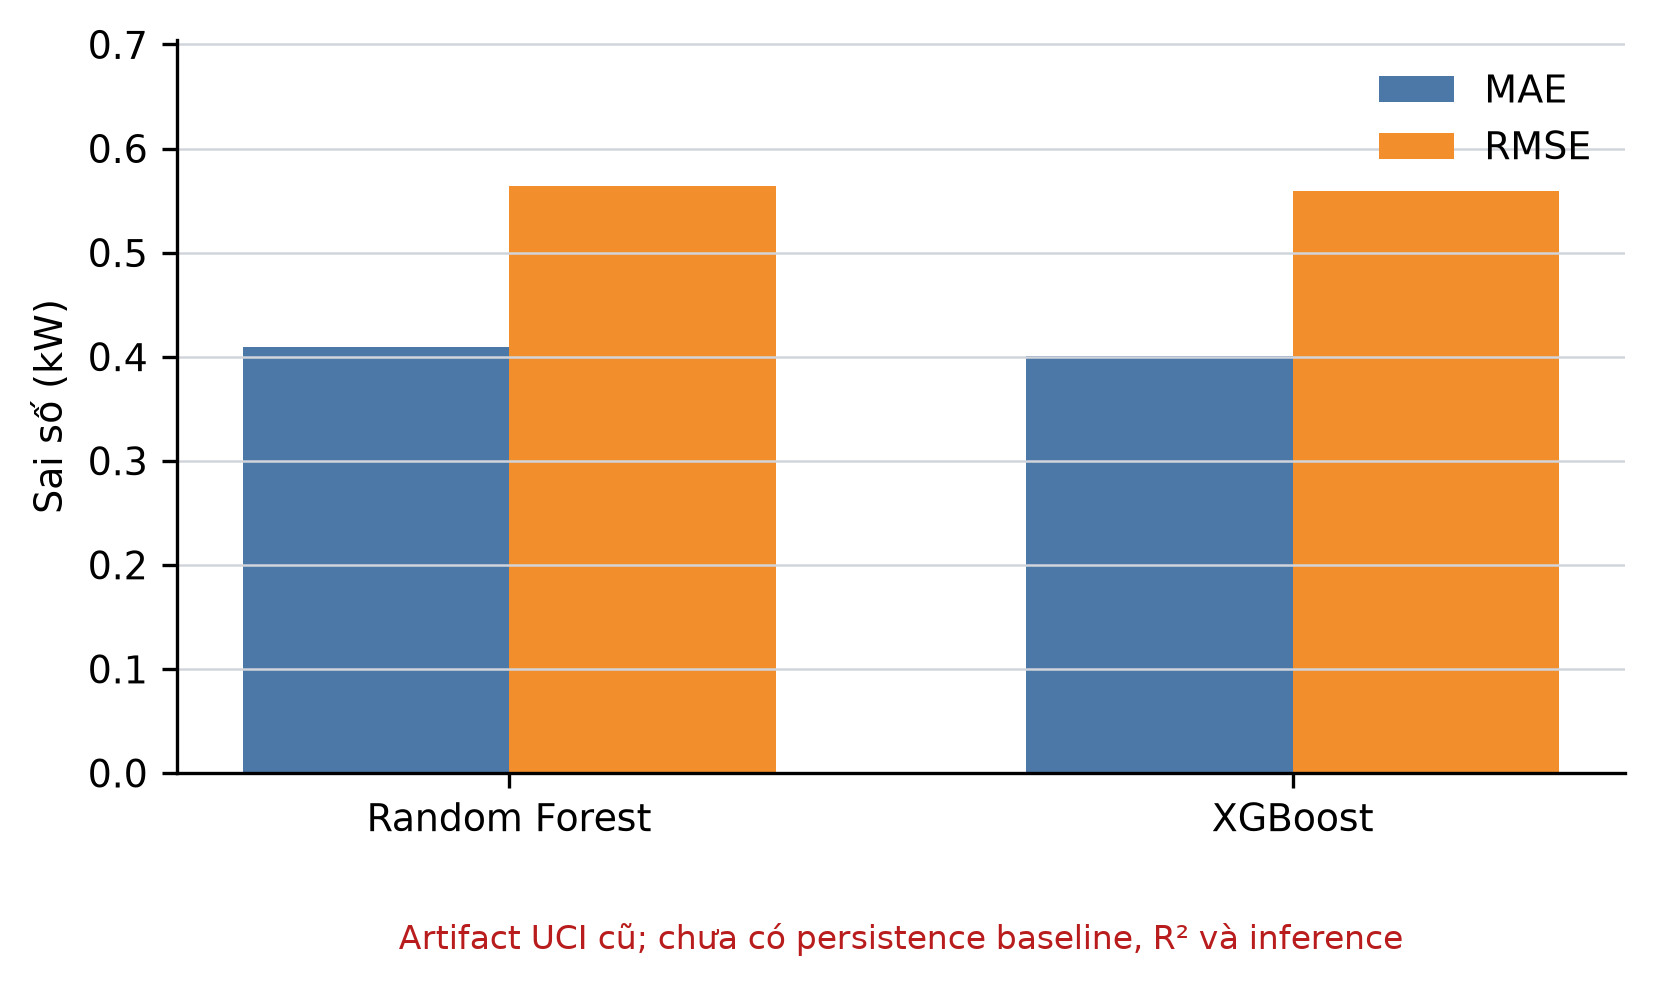 Sai số (kW)
0.7
0.6
0.5
0.4
0.3
0.2
0.1
0.0
MAE
RMSE
Random Forest
XGBoost
Artifact UCI cũ; chưa có persistence baseline, R² và inference